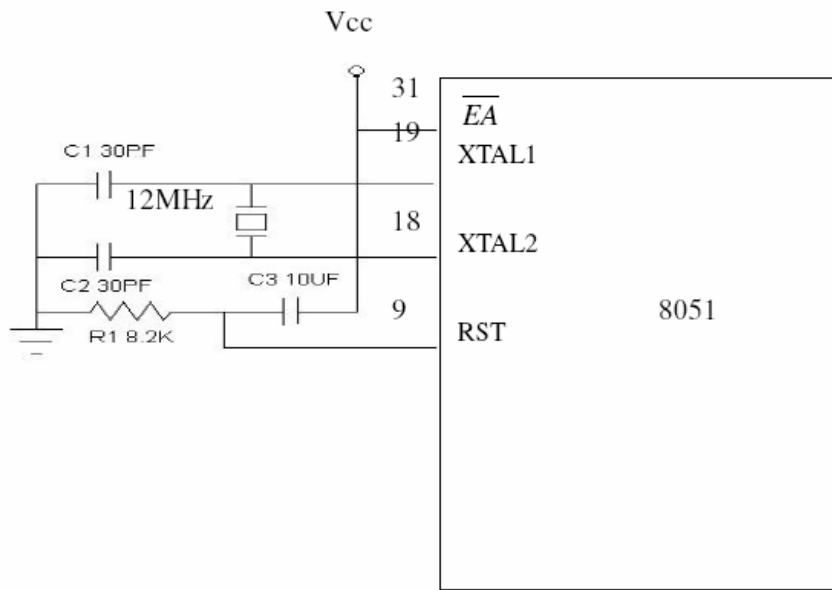 Vcc
31
EA
19
XTAL1
C1 30PF
12MHz
18
XTAL2
C2 30PF
C3 10UF
9
8051
RST
R1 8.2K